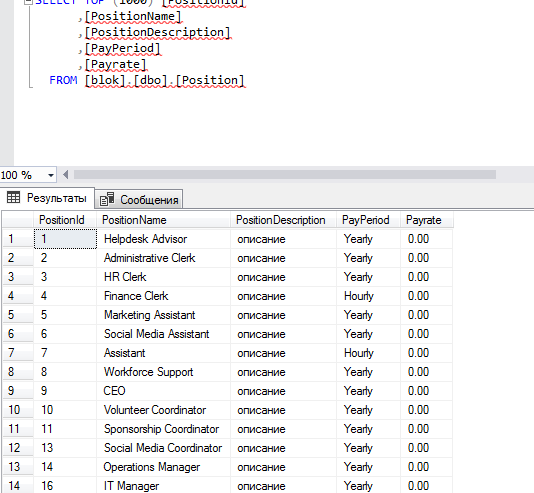 SELECT TOP (1000) [PositionId]
,[PositionName]
,[PositionDescription]
,[PayPeriod]
,[Payrate]
FROM [blok].[dbo].[Position]
100 %
Результаты Сообщения
PositionId PositionName PositionDescription PayPeriod Payrate
1 1 Helpdesk Advisor описание Yearly 0.00
2 2 Administrative Clerk описание Yearly 0.00
3 3 HR Clerk описание Yearly 0.00
4 4 Finance Clerk описание Hourly 0.00
5 5 Marketing Assistant описание Yearly 0.00
6 6 Social Media Assistant описание Yearly 0.00
7 7 Assistant описание Hourly 0.00
8 8 Workforce Support описание Yearly 0.00
9 9 CEO описание Yearly 0.00
10 10 Volunteer Coordinator описание Yearly 0.00
11 11 Sponsorship Coordinator описание Yearly 0.00
12 13 Social Media Coordinator описание Yearly 0.00
13 14 Operations Manager описание Yearly 0.00
14 16 IT Manager описание Yearly 0.00